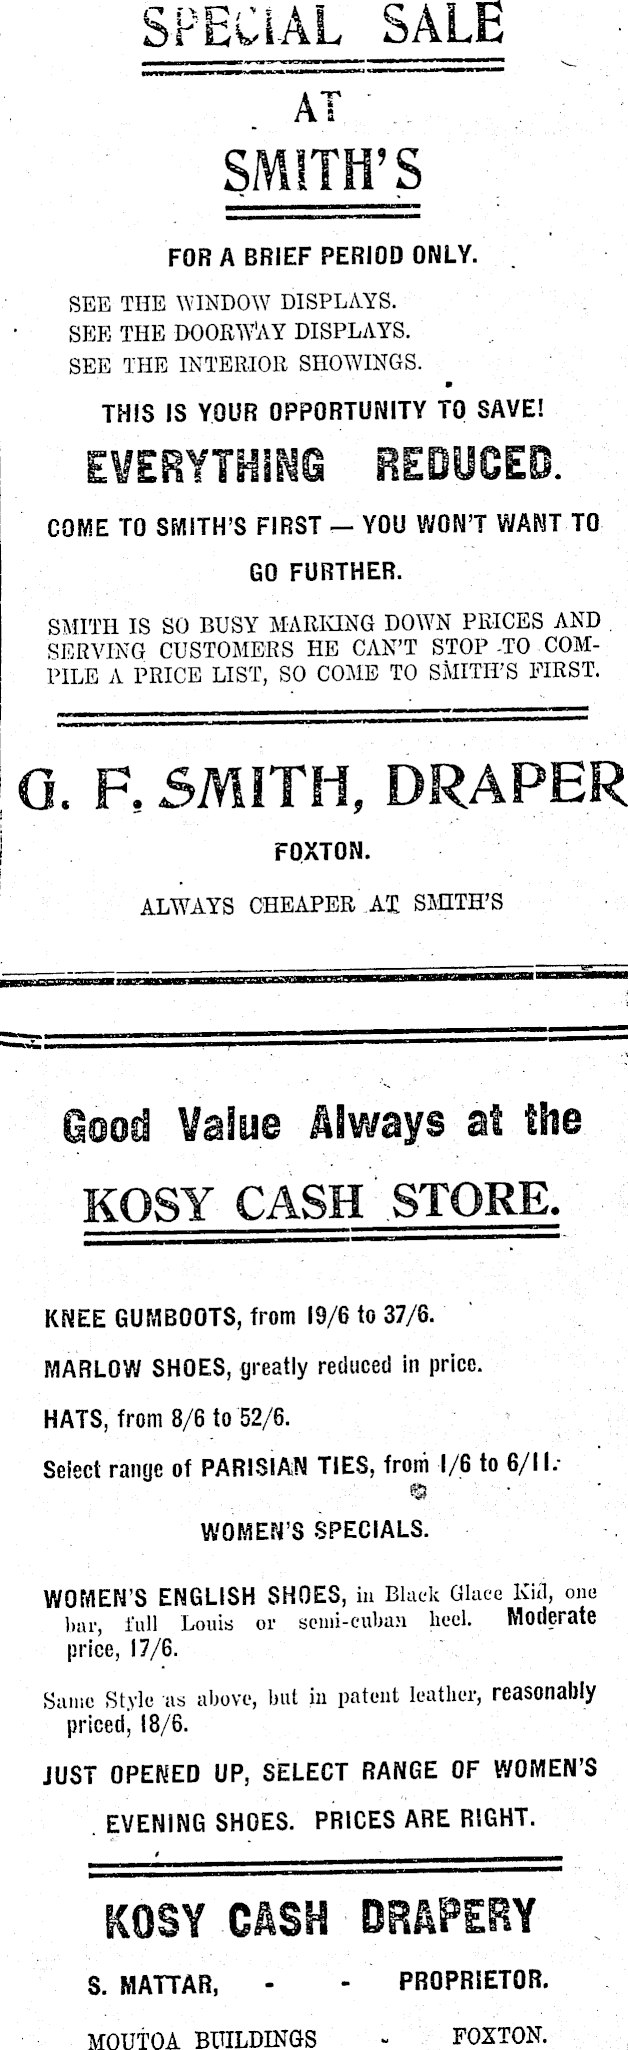 SPECIAL SALE
AT
SMITH'S
FOR A BRIEF PERIOD ONLY.
SEE THE WINDOW DISPLAYS.
SEE THE DOORWAY DISPLAYS.
SEE THE INTERIOR SHOWINGS.
THIS IS YOUR OPPORTUNITY TO SAVE!
EVERYTHING REDUCED.
COME TO SMITH'S FIRST — YOU WON'T WANT TO
GO FURTHER.
SMITH IS SO BUSY MARKING DOWN PRICES AND
SERVING CUSTOMERS HE CAN'T STOP TO COM-
PILE A PRICE LIST, SO COME TO SMITH'S FIRST.
G. F. SMITH, DRAPER
FOXTON.
ALWAYS CHEAPER AT SMITH'S
Good Value Always at the
KOSY CASH STORE.
KNEE GUMBOOTS, from 19/6 to 37/6.
MARLOW SHOES, greatly reduced in price.
HATS, from 8/6 to 52/6.
Select range of PARISIAN TIES, from 1/6 to 6/11.
WOMEN'S SPECIALS.
WOMEN'S ENGLISH SHOES, in Black Glace Kid, one
bar, full Louis or semi-cuban heel. Moderate
price, 17/6.
Same Style as above, but in patent leather, reasonably
priced, 18/6.
JUST OPENED UP, SELECT RANGE OF WOMEN'S
EVENING SHOES. PRICES ARE RIGHT.
KOSY CASH DRAPERY
S. MATTAR, - - PROPRIETOR.
MOUTOA BUILDINGS - FOXTON.